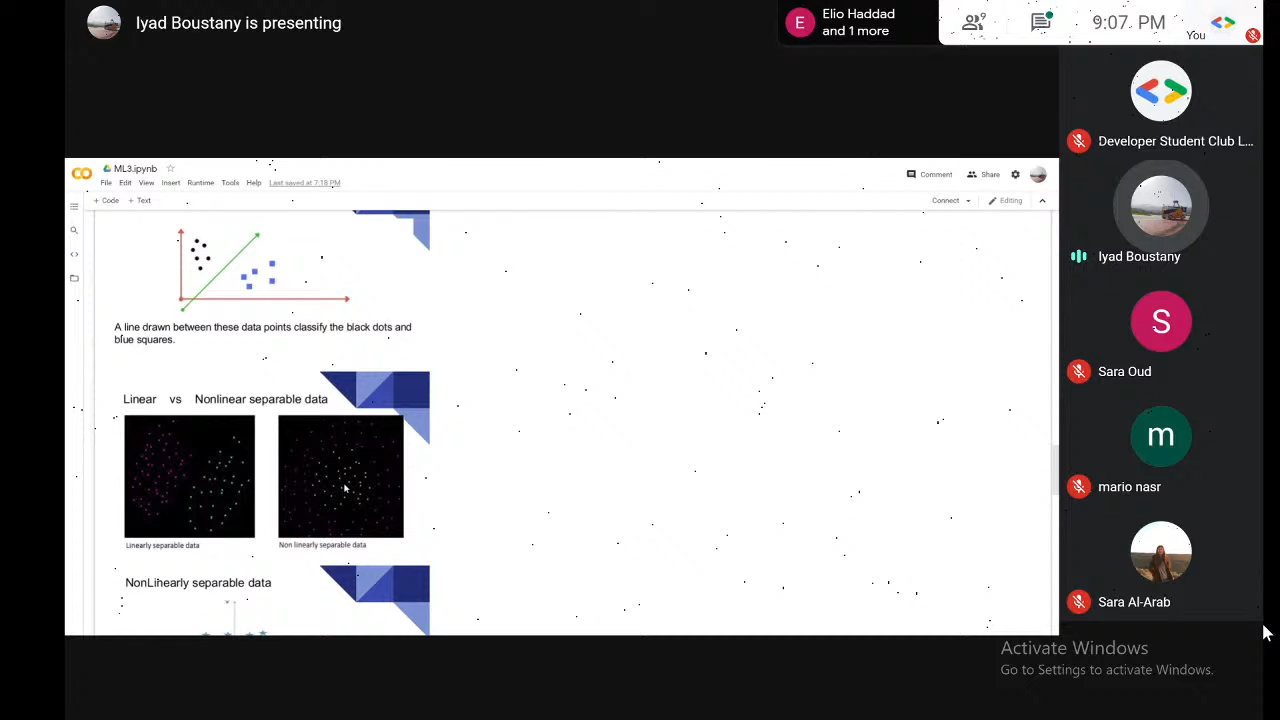 Iyad Boustany is presenting
E
Elio Haddad
and 1 more
9
9:07 PM
You
ML3.ipynb
File Edit View Insert Runtime Tools Help Last saved at 7:18 PM
Comment Share
+ Code + Text
Connect Editing
A line drawn between these data points classify the black dots and
blue squares.
Linear vs Nonlinear separable data
Linearly separable data
Non linearly separable data
NonLihearly separable data
Developer Student Club L...
Iyad Boustany
S
Sara Oud
m
mario nasr
Sara Al-Arab
Activate Windows
Go to Settings to activate Windows.